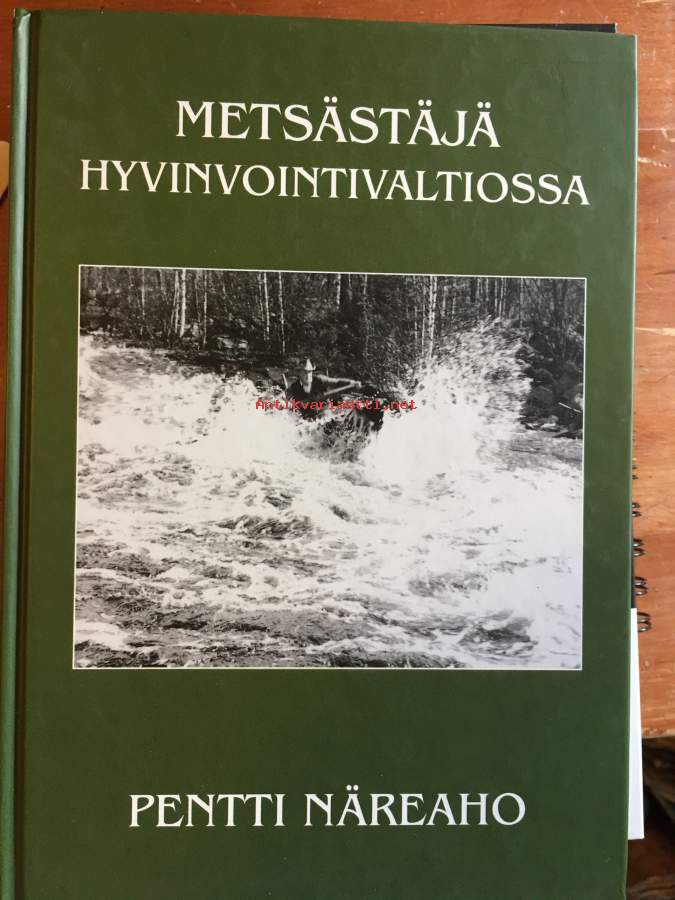 METSÄSTÄJÄ
HYVINVOINTIVALTIOSSA
Antikvariaatti.net
PENTTI NÄREAHO